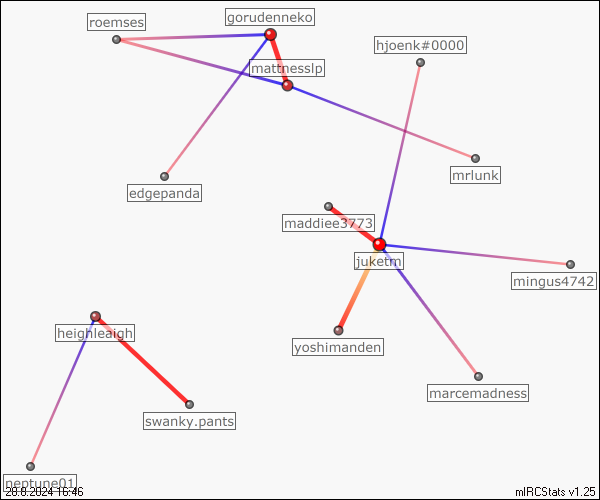 roemses
gorudenneko
hjoenk#0000
mattnesslp
mrlunk
edgepanda
maddiee3773
juketm
mingus4742
heighleaigh
yoshimanden
marcemadness
swanky.pants
neptune01
20.8.2024 16:46
mIRCStats v1.25